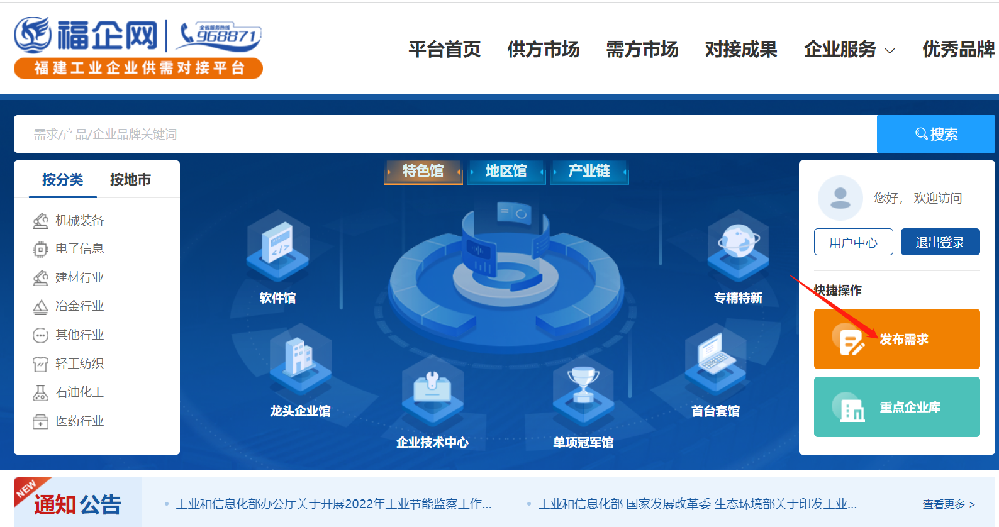 福企网
全省服务热线
968871
福建工业企业供需对接平台
平台首页 供方市场 需方市场 对接成果 企业服务 优秀品牌
需求/产品/企业品牌关键词
搜索
按分类 按地市
机械装备
电子信息
建材行业
冶金行业
其他行业
轻工纺织
石油化工
医药行业
特色馆 地区馆 产业链
软件馆
专精特新
龙头企业馆
首台套馆
企业技术中心
单项冠军馆
您好, 欢迎访问
用户中心 退出登录
快捷操作
发布需求
重点企业库
NEW
通知公告
工业和信息化部办公厅关于开展2022年工业节能监察工作...
工业和信息化部 国家发展改革委 生态环境部关于印发工业...
查看更多 >